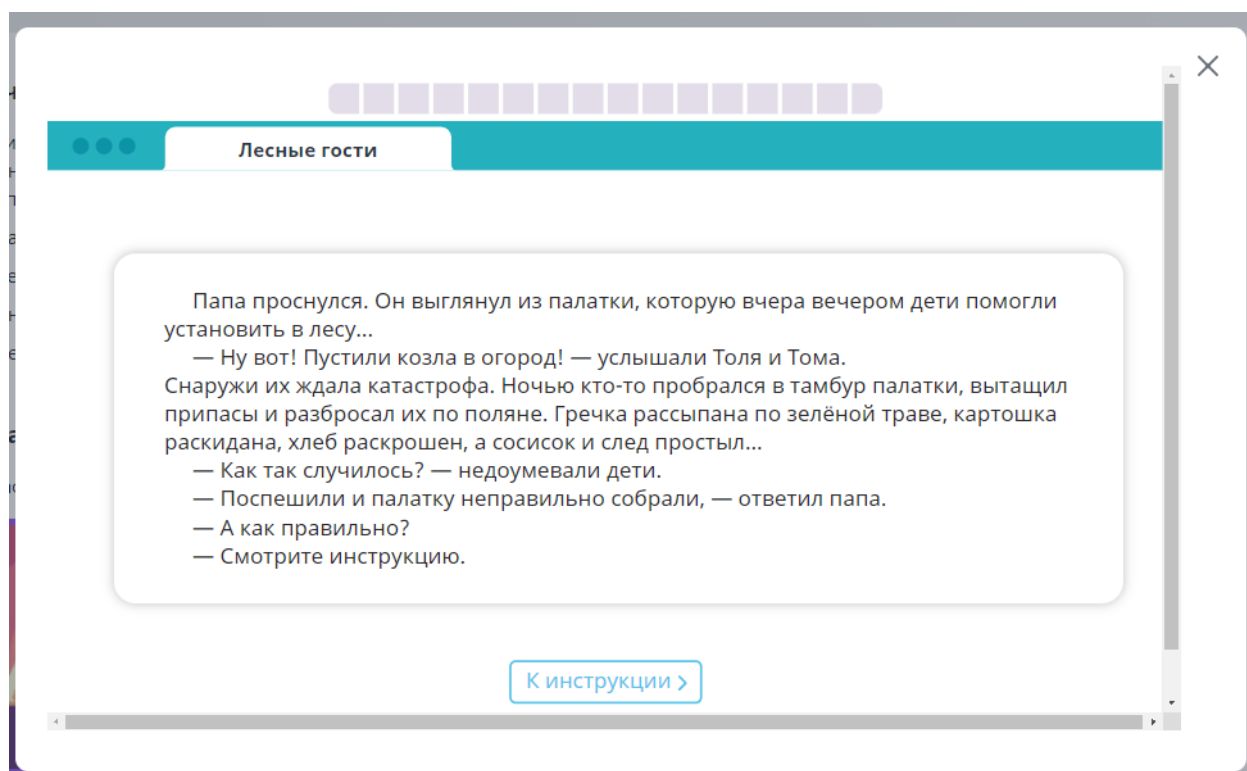 Лесные гости
Папа проснулся. Он выглянул из палатки, которую вчера вечером дети помогли
установить в лесу...
— Ну вот! Пустили козла в огород! — услышали Толя и Тома.
Снаружи их ждала катастрофа. Ночью кто-то пробрался в тамбур палатки, вытащил
припасы и разбросал их по поляне. Гречка рассыпана по зелёной траве, картошка
раскидана, хлеб раскрошен, а сосисок и след простыл...
— Как так случилось? — недоумевали дети.
— Поспешили и палатку неправильно собрали, — ответил папа.
— А как правильно?
— Смотрите инструкцию.
К инструкции